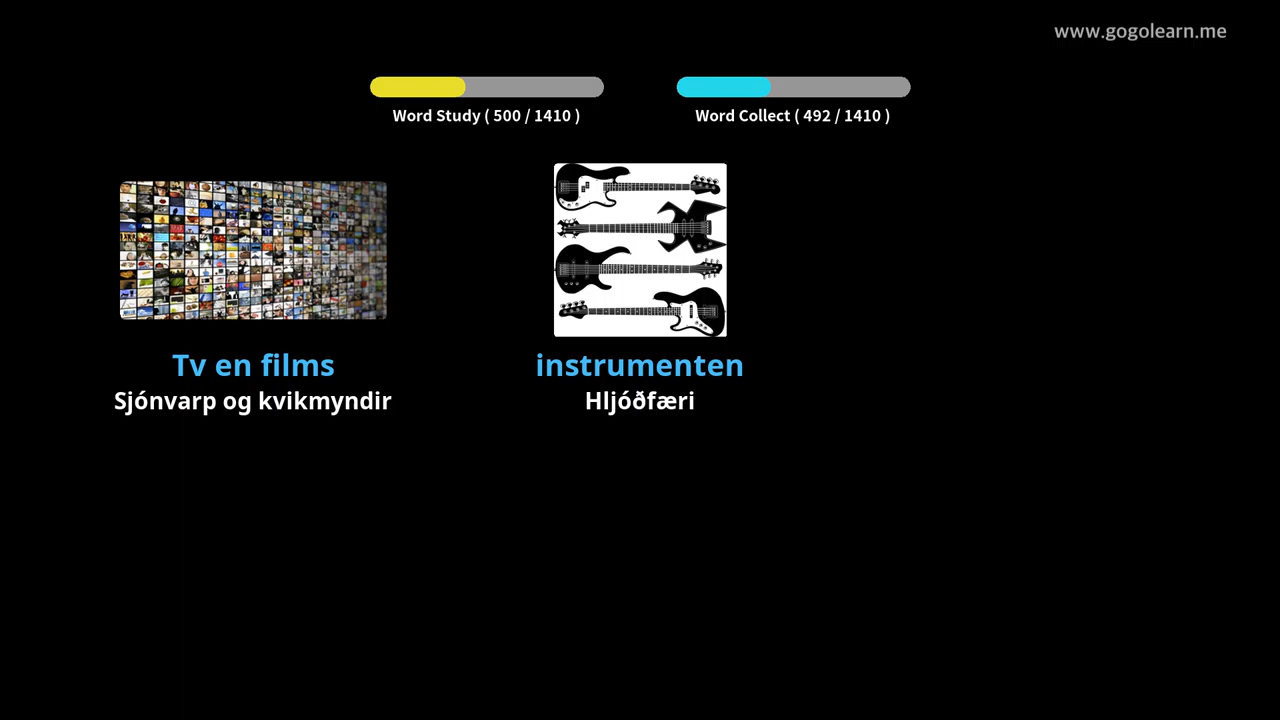 www.gogolearn.me
Word Study ( 500 / 1410 )
Word Collect ( 492 / 1410 )
Tv en films
Sjónvarp og kvikmyndir
instrumenten
Hljóðfæri